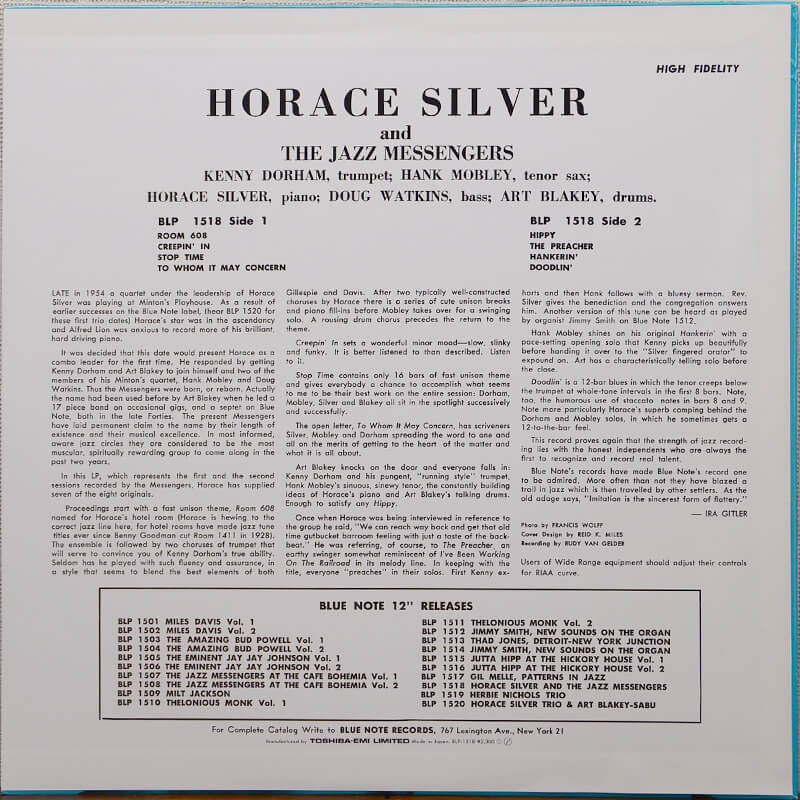 HIGH FIDELITY
HORACE SILVER
and
THE JAZZ MESSENGERS
KENNY DORHAM, trumpet; HANK MOBLEY, tenor sax;
HORACE SILVER, piano; DOUG WATKINS, bass; ART BLAKEY, drums.
BLP 1518 Side 1
ROOM 608
CREEPIN' IN
STOP TIME
TO WHOM IT MAY CONCERN
BLP 1518 Side 2
HIPPY
THE PREACHER
HANKERIN'
DOODLIN'
LATE in 1954 a quartet under the leadership of Horace
Silver was playing at Minton's Playhouse. As a result of
earlier successes on the Blue Note label, (hear BLP 1520 for
these first trio dates) Horace's star was in the ascendancy
and Alfred Lion was anxious to record more of his brilliant,
hard driving piano.
It was decided that this date would present Horace as a
combo leader for the first time. He responded by getting
Kenny Dorham and Art Blakey to join himself and two of the
members of his Minton's quartet, Hank Mobley and Doug
Watkins. Thus the Messengers were born, or reborn. Actually
the name had been used before by Art Blakey when he led a
17 piece band on occasional gigs, and a septet on Blue
Note, both in the late Forties. The present Messengers
have laid permanent claim to the name by their length of
existence and their musical excellence. In most informed,
aware jazz circles they are considered to be the most
muscular, spiritually rewarding group to come along in the
past two years.
In this LP, which represents the first and the second
sessions recorded by the Messengers, Horace has supplied
seven of the eight originals.
Proceedings start with a fast unison theme, Room 608
named for Horace's hotel room (Horace is hewing to the
correct jazz line here, for hotel rooms have made jazz tune
titles ever since Benny Goodman cut Room 1411 in 1928).
The ensemble is followed by two choruses of trumpet that
will serve to convince you of Kenny Dorham's true ability.
Seldom has he played with such fluency and assurance, in
a style that seems to blend the best elements of both
Gillespie and Davis. After two typically well-constructed
choruses by Horace there is a series of cute unison breaks
and piano fill-ins before Mobley takes over for a swinging
solo. A rousing drum chorus precedes the return to the
theme.
Creepin' In sets a wonderful minor mood—slow, slinky
and funky. It is better listened to than described. Listen
to it.
Stop Time contains only 16 bars of fast unison theme
and gives everybody a chance to accomplish what seems
to me to be their best work on the entire session: Dorham,
Mobley, Silver and Blakey all sit in the spotlight successively
and successfully.
The open letter, To Whom It May Concern, has scriveners
Silver, Mobley and Dorham spreading the word to one and
all on the merits of getting to the heart of the matter and
what it is all about.
Art Blakey knocks on the door and everyone falls in:
Kenny Dorham and his pungent, "running style" trumpet,
Hank Mobley's sinuous, sinewy tenor, the constantly building
ideas of Horace's piano and Art Blakey's talking drums.
Enough to satisfy any Hippy.
Once when Horace was being interviewed in reference to
the group he said, "We can reach way back and get that old
time gutbucket barroom feeling with just a taste of the back-
beat." He was referring, of course, to The Preacher, an
earthy swinger somewhat reminiscent of I've Been Working
On The Railroad in its melody line. In keeping with the
title, everyone "preaches" in their solos. First Kenny ex-
horts and then Hank follows with a bluesy sermon. Rev.
Silver gives the benediction and the congregation answers
him. Another version of this tune can be heard as played
by organist Jimmy Smith on Blue Note 1512.
Hank Mobley shines on his original Hankerin' with a
pace-setting opening solo that Kenny picks up beautifully
before handing it over to the "Silver fingered orator" to
expound on. Art has a characteristically telling solo before
the close.
Doodlin' is a 12-bar blues in which the tenor creeps below
the trumpet at whole-tone intervals in the first 8 bars. Note,
too, the humorous use of staccato notes in bars 8 and 9.
Note more particularly Horace's superb comping behind the
Dorham and Mobley solos, in which he sometimes gets a
12-to-the-bar feel.
This record proves again that the strength of jazz record-
ing lies with the honest independents who are always the
first to recognize and record real talent.
Blue Note's records have made Blue Note's record one
to be admired. More often than not they have blazed a
trail in jazz which is then travelled by other settlers. As the
old adage says, "Imitation is the sincerest form of flattery."
— IRA GITLER
Photo by FRANCIS WOLFF
Cover Design by REID K. MILES
Recording by RUDY VAN GELDER
Users of Wide Range equipment should adjust their controls
for RIAA curve.
BLUE NOTE 12" RELEASES
BLP 1501 MILES DAVIS Vol. 1
BLP 1502 MILES DAVIS Vol. 2
BLP 1503 THE AMAZING BUD POWELL Vol. 1
BLP 1504 THE AMAZING BUD POWELL Vol. 2
BLP 1505 THE EMINENT JAY JAY JOHNSON Vol. 1
BLP 1506 THE EMINENT JAY JAY JOHNSON Vol. 2
BLP 1507 THE JAZZ MESSENGERS AT THE CAFE BOHEMIA Vol. 1
BLP 1508 THE JAZZ MESSENGERS AT THE CAFE BOHEMIA Vol. 2
BLP 1509 MILT JACKSON
BLP 1510 THELONIOUS MONK Vol. 1
BLP 1511 THELONIOUS MONK Vol. 2
BLP 1512 JIMMY SMITH, NEW SOUNDS ON THE ORGAN
BLP 1513 THAD JONES, DETROIT-NEW YORK JUNCTION
BLP 1514 JIMMY SMITH, NEW SOUNDS ON THE ORGAN
BLP 1515 JUTTA HIPP AT THE HICKORY HOUSE Vol. 1
BLP 1516 JUTTA HIPP AT THE HICKORY HOUSE Vol. 2
BLP 1517 GIL MELLE, PATTERNS IN JAZZ
BLP 1518 HORACE SILVER AND THE JAZZ MESSENGERS
BLP 1519 HERBIE NICHOLS TRIO
BLP 1520 HORACE SILVER TRIO & ART BLAKEY-SABU
For Complete Catalog Write to BLUE NOTE RECORDS, 767 Lexington Ave., New York 21
Manufactured by TOSHIBA-EMI LIMITED Made in Japan. BLP-1518 ¥2,300 Ⓒ Ⓟ